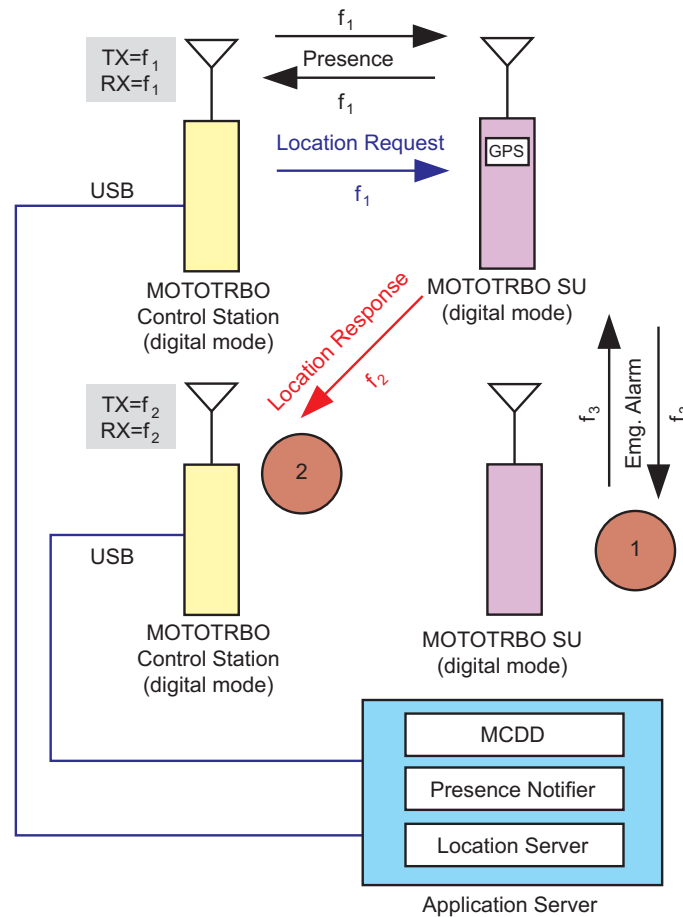 f1
TX=f1
RX=f1
Presence
f1
GPS
Location Request
f1
USB
MOTOTRBO
Control Station
(digital mode)
MOTOTRBO SU
(digital mode)
Location Response
f2
TX=f2
RX=f2
f3
Emg. Alarm
f3
2
1
USB
MOTOTRBO
Control Station
(digital mode)
MOTOTRBO SU
(digital mode)
MCDD
Presence Notifier
Location Server
Application Server